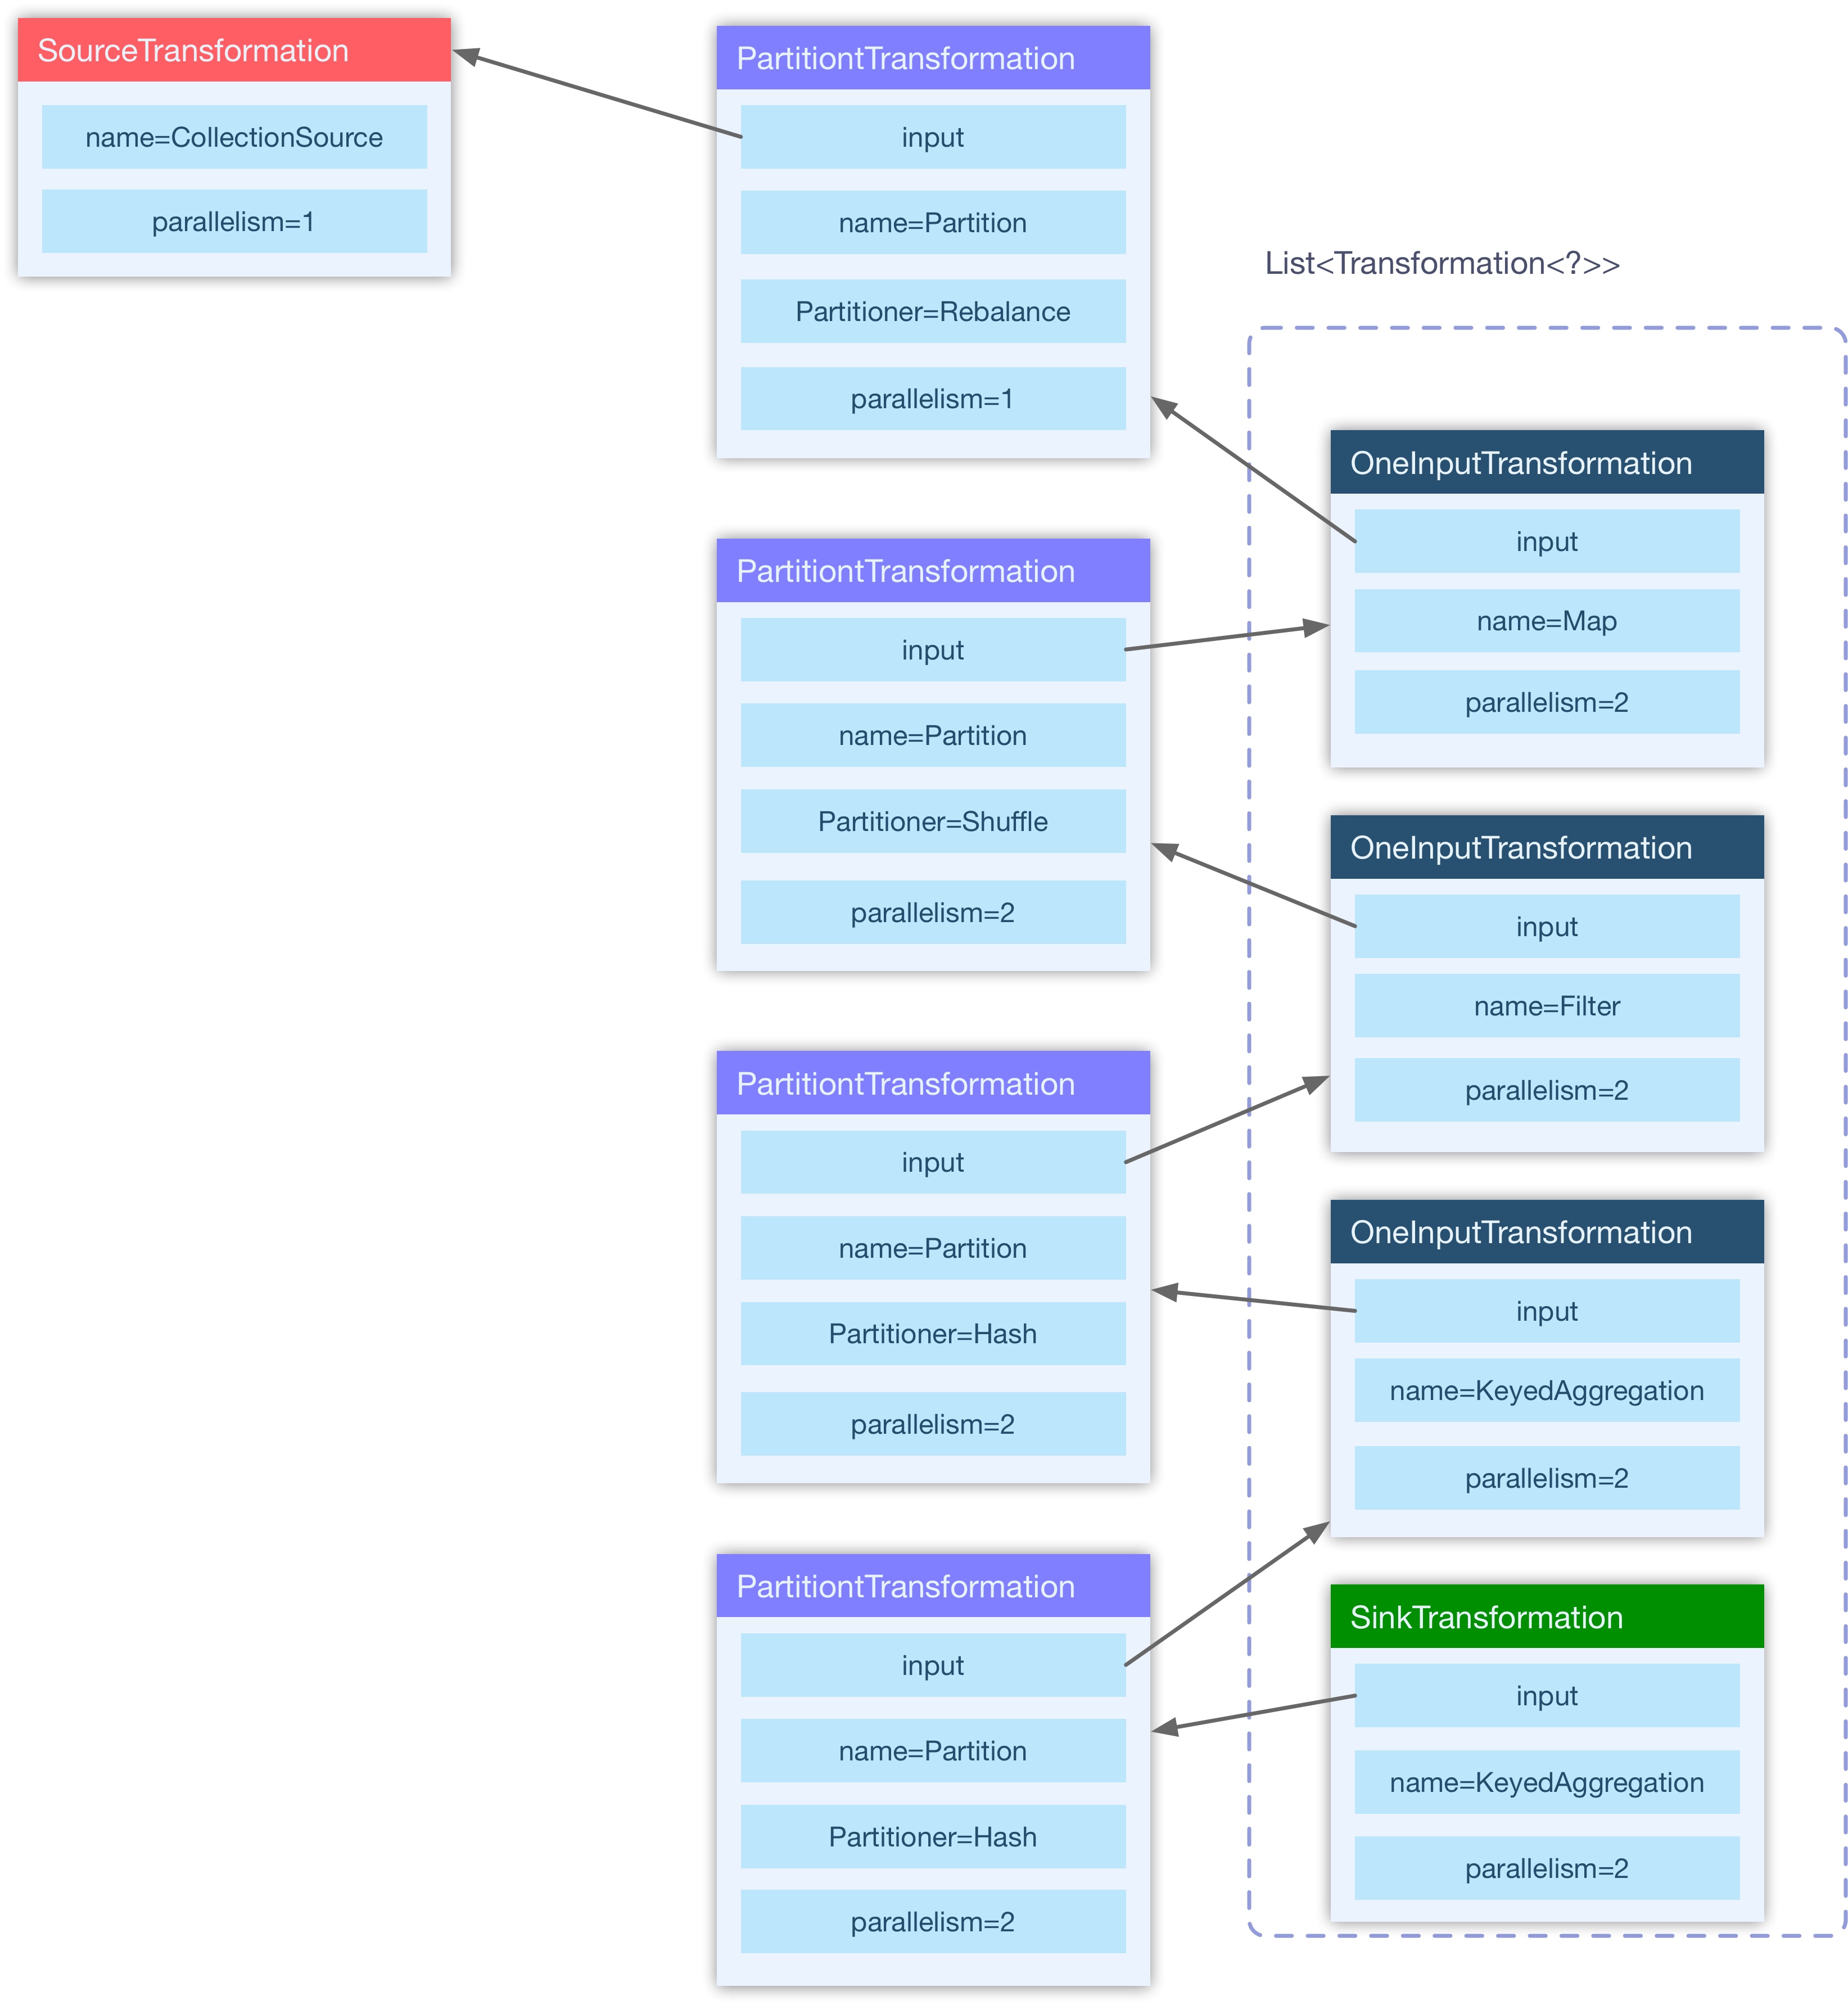 SourceTransformation
name=CollectionSource
parallelism=1
PartitiontTransformation
input
name=Partition
Partitioner=Rebalance
parallelism=1
PartitiontTransformation
input
name=Partition
Partitioner=Shuffle
parallelism=2
PartitiontTransformation
input
name=Partition
Partitioner=Hash
parallelism=2
PartitiontTransformation
input
name=Partition
Partitioner=Hash
parallelism=2
List<Transformation<?>>
OneInputTransformation
input
name=Map
parallelism=2
OneInputTransformation
input
name=Filter
parallelism=2
OneInputTransformation
input
name=KeyedAggregation
parallelism=2
SinkTransformation
input
name=KeyedAggregation
parallelism=2